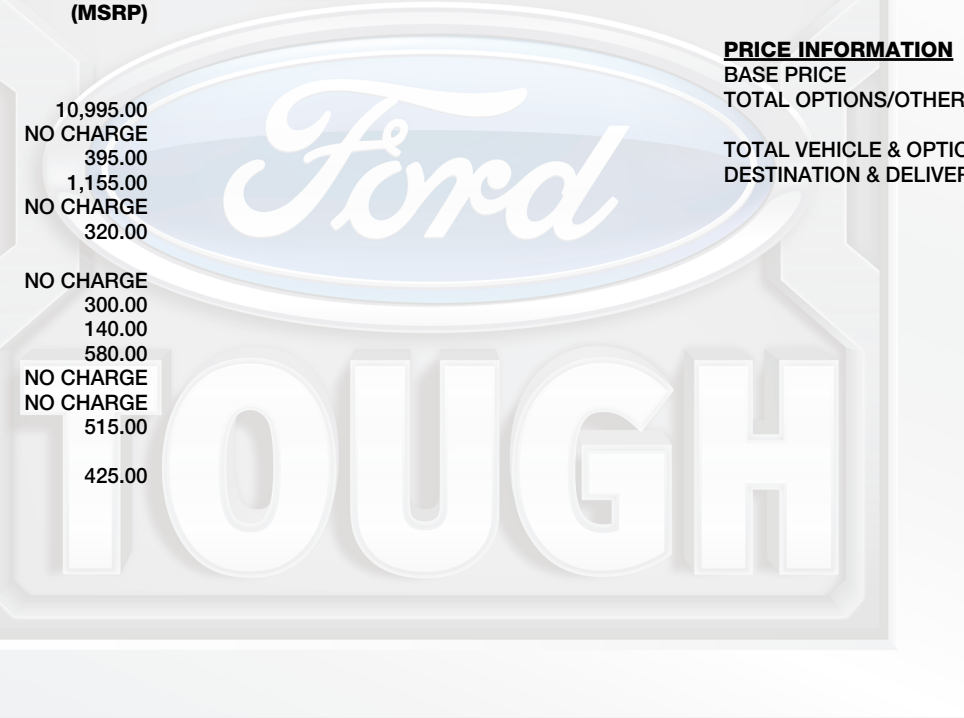 (MSRP)
10,995.00
NO CHARGE
395.00
1,155.00
NO CHARGE
320.00
NO CHARGE
300.00
140.00
580.00
NO CHARGE
NO CHARGE
515.00
425.00
PRICE INFORMATION
BASE PRICE
TOTAL OPTIONS/OTHER
TOTAL VEHICLE & OPTIO
DESTINATION & DELIVER
Ford
TOUGH